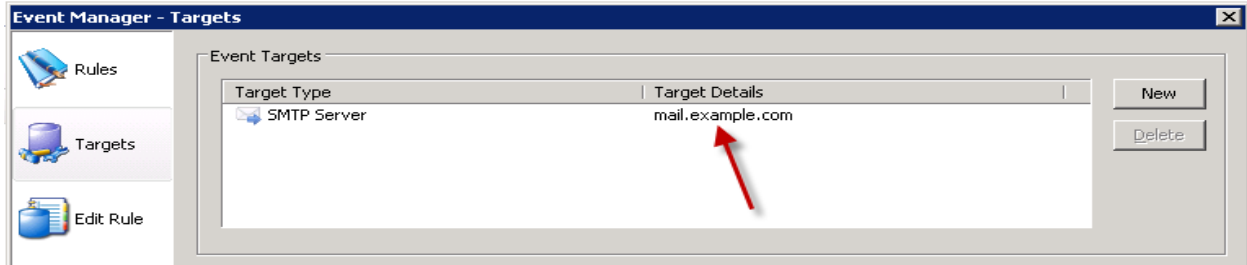 Event Manager - Targets
Rules
Targets
Edit Rule
Event Targets
Target Type Target Details
SMTP Server mail.example.com
New
Delete